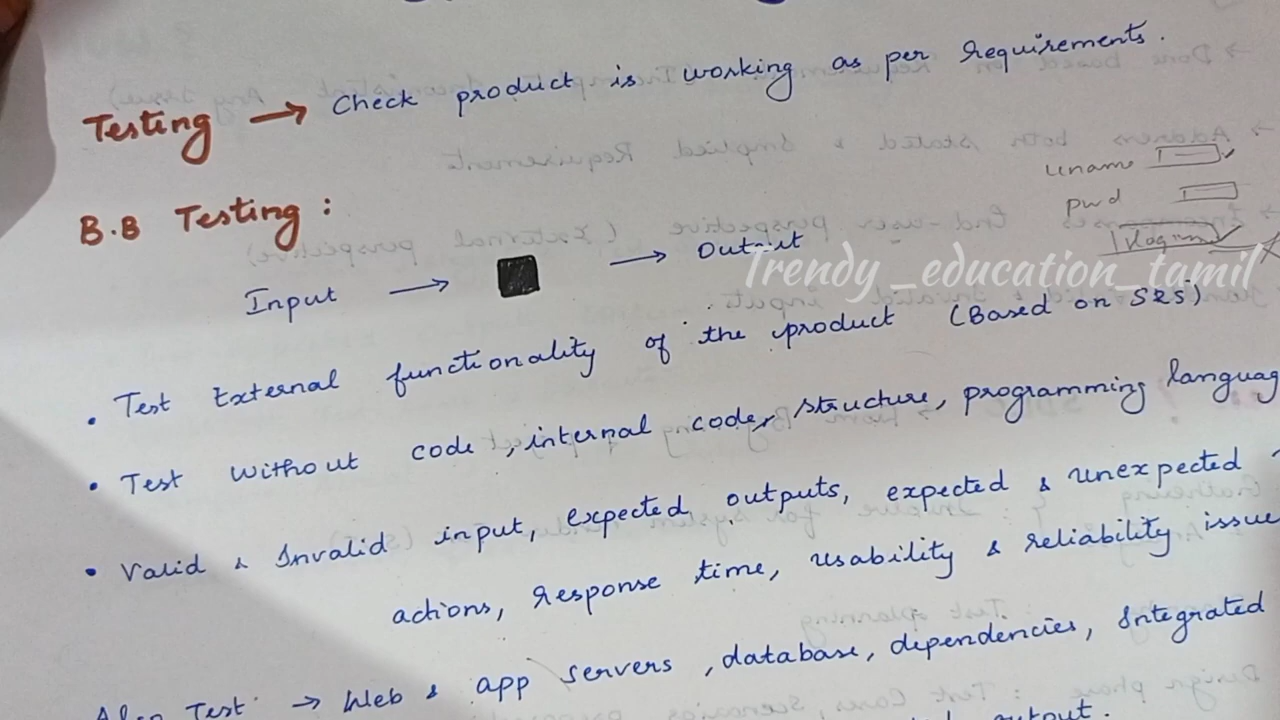 Testing → Check product is working as per requirements.
uname
pwd
B.B Testing :
Input → → Output
Trendy_education_tamil
• Test External functionality of the product (Based on SRS)
• Test without code, internal code, structure, programming languag
• Valid & Invalid input, expected outputs, expected & unexpected
actions, response time, usability & reliability issue
Also Test → Web & app servers, database, dependencies, Integrated
output.